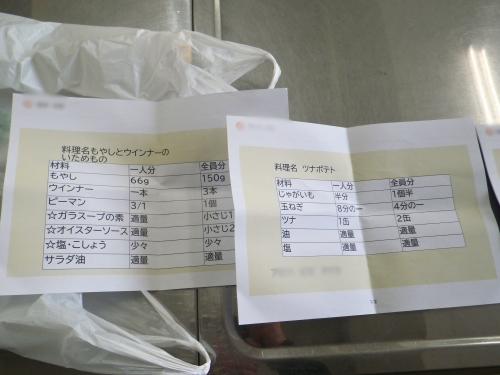 料理名もやしとウインナーの
いためもの
材料 一人分 全員分
もやし 66g 150g
ウインナー 一本 3本
ピーマン 3/1 1個
☆ガラスープの素 適量 小さじ1
☆オイスターソース 適量 小さじ2
☆塩・こしょう 少々 少々
サラダ油 適量 適量
料理名 ツナポテト
材料 一人分 全員分
じゃがいも 半分 1個半
玉ねぎ 8分の一 4分の一
ツナ 1缶 2缶
油 適量 適量
塩 適量 適量